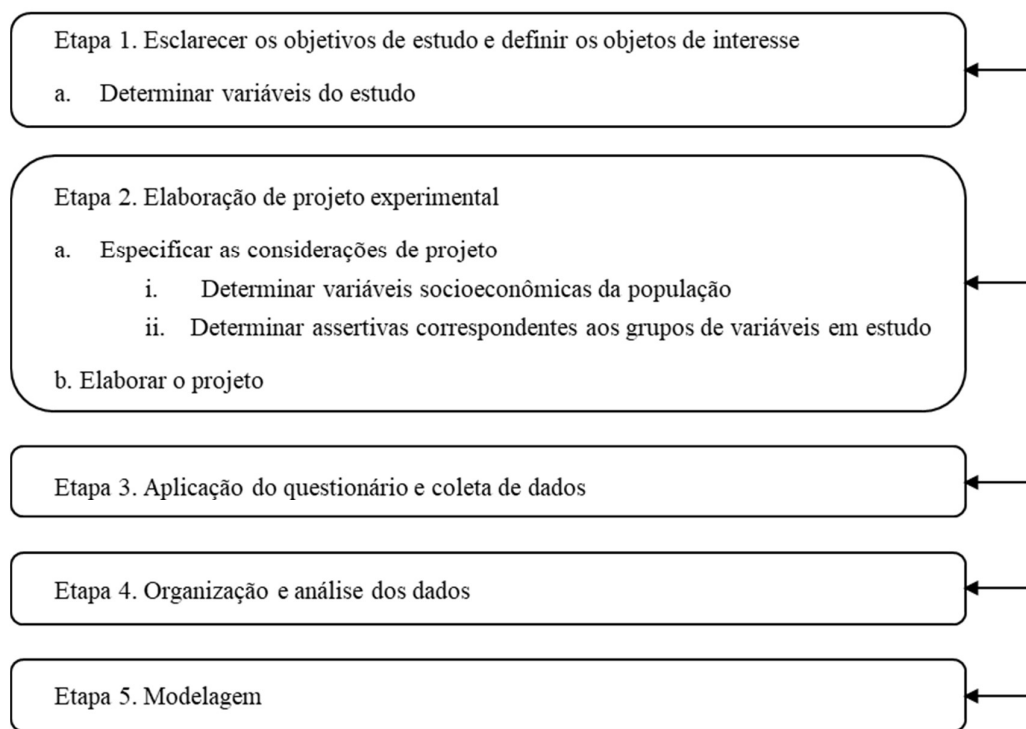 Etapa 1. Esclarecer os objetivos de estudo e definir os objetos de interesse
a. Determinar variáveis do estudo
Etapa 2. Elaboração de projeto experimental
a. Especificar as considerações de projeto
i. Determinar variáveis socioeconômicas da população
ii. Determinar assertivas correspondentes aos grupos de variáveis em estudo
b. Elaborar o projeto
Etapa 3. Aplicação do questionário e coleta de dados
Etapa 4. Organização e análise dos dados
Etapa 5. Modelagem